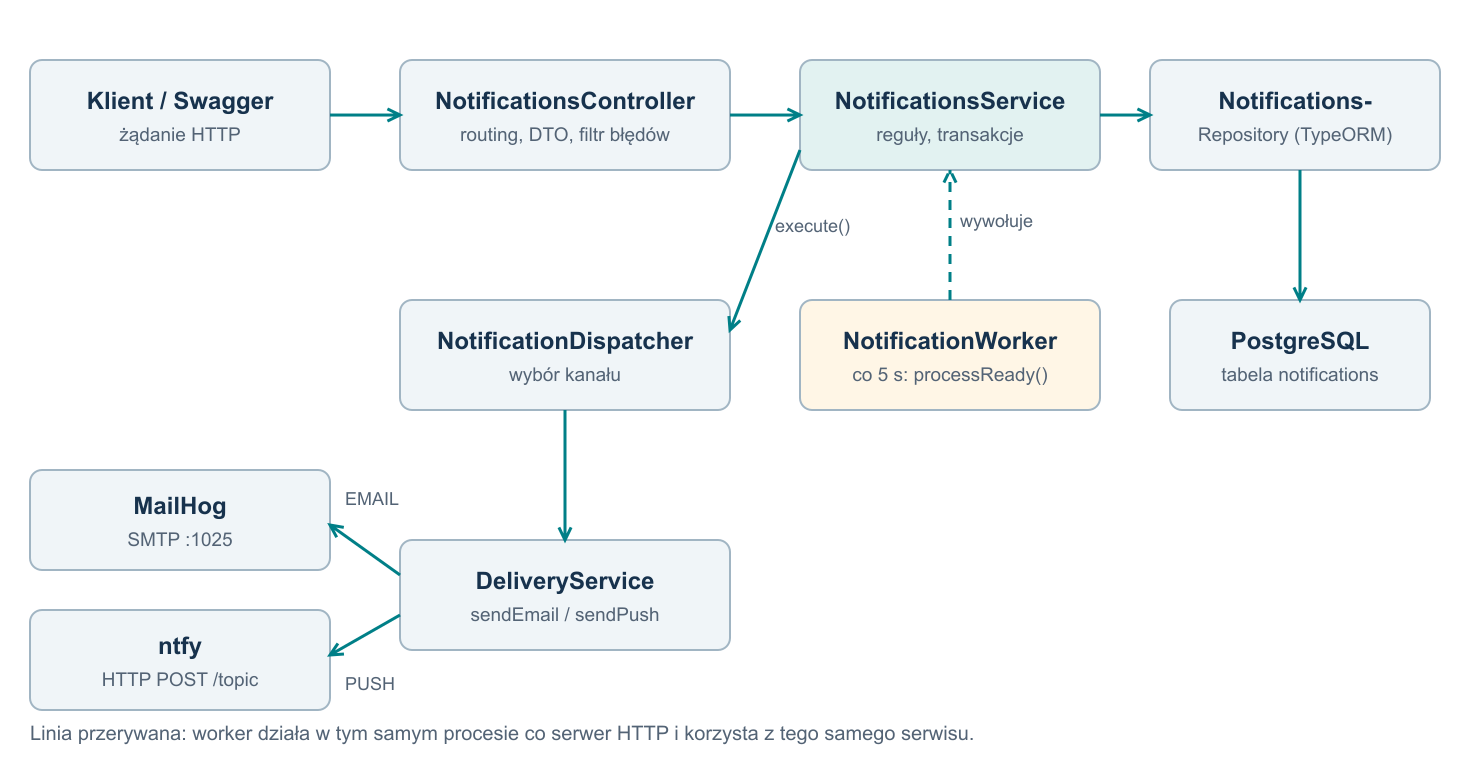 Klient / Swagger
żądanie HTTP
NotificationsController
routing, DTO, filtr błędów
NotificationsService
reguły, transakcje
Notifications-
Repository (TypeORM)
execute()
wywołuje
NotificationDispatcher
wybór kanału
NotificationWorker
co 5 s: processReady()
PostgreSQL
tabela notifications
MailHog
SMTP :1025
EMAIL
DeliveryService
sendEmail / sendPush
ntfy
HTTP POST /topic
PUSH
Linia przerywana: worker działa w tym samym procesie co serwer HTTP i korzysta z tego samego serwisu.